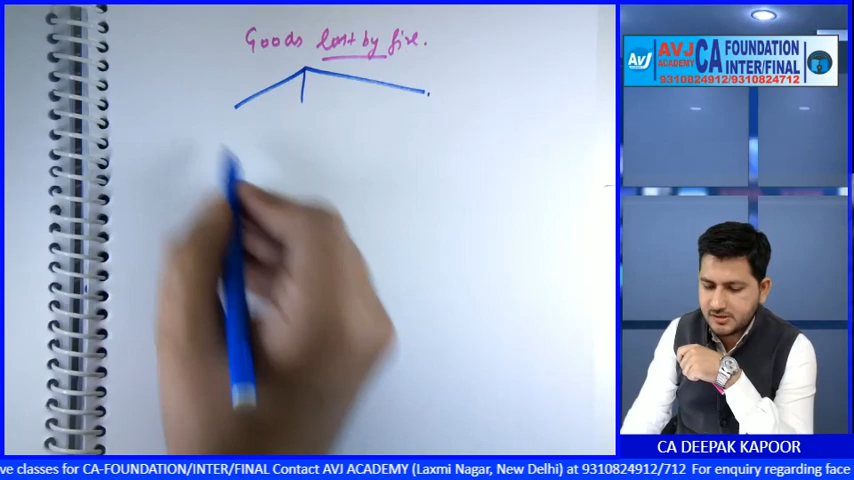 Goods lost by fire.
AVJ
AVJ
ACADEMY
CA
FOUNDATION
INTER/FINAL
9310824912/9310824712
CA DEEPAK KAPOOR
ve classes for CA-FOUNDATION/INTER/FINAL Contact AVJ ACADEMY (Laxmi Nagar, New Delhi) at 9310824912/712 For enquiry regarding face